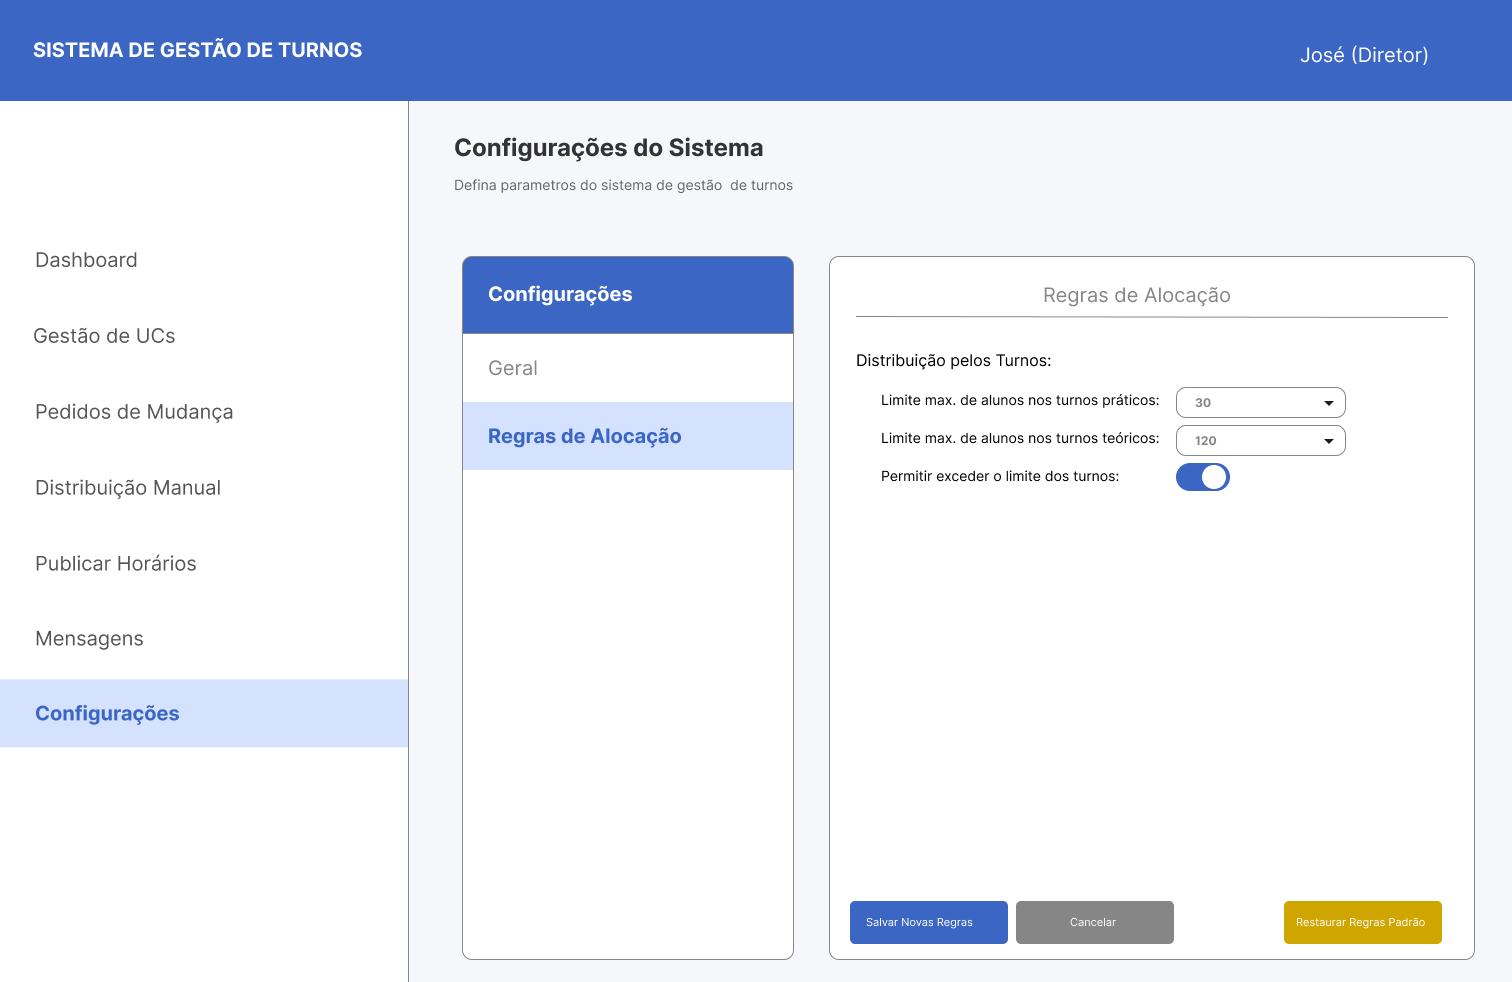 SISTEMA DE GESTÃO DE TURNOS
José (Diretor)
Dashboard
Gestão de UCs
Pedidos de Mudança
Distribuição Manual
Publicar Horários
Mensagens
Configurações
Configurações do Sistema
Defina parametros do sistema de gestão de turnos
Configurações
Geral
Regras de Alocação
Regras de Alocação
Distribuição pelos Turnos:
Limite max. de alunos nos turnos práticos: 30
Limite max. de alunos nos turnos teóricos: 120
Permitir exceder o limite dos turnos:
Salvar Novas Regras
Cancelar
Restaurar Regras Padrão